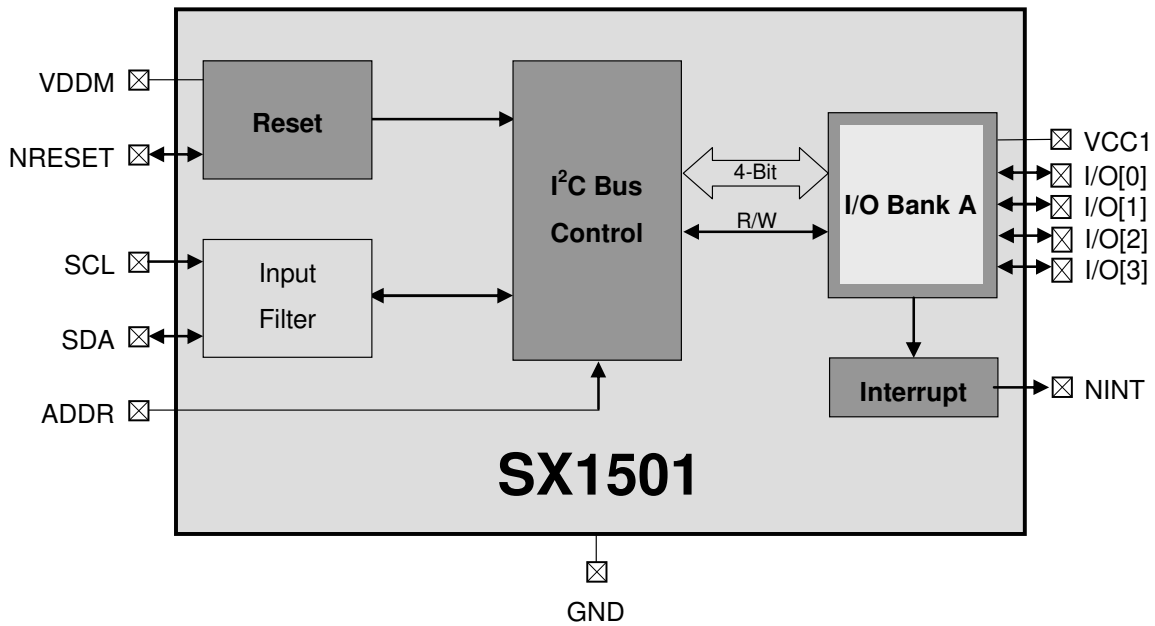 VDDM
NRESET
SCL
SDA
ADDR
Reset
Input
Filter
I²C Bus
Control
4-Bit
R/W
I/O Bank A
Interrupt
VCC1
I/O[0]
I/O[1]
I/O[2]
I/O[3]
NINT
SX1501
GND